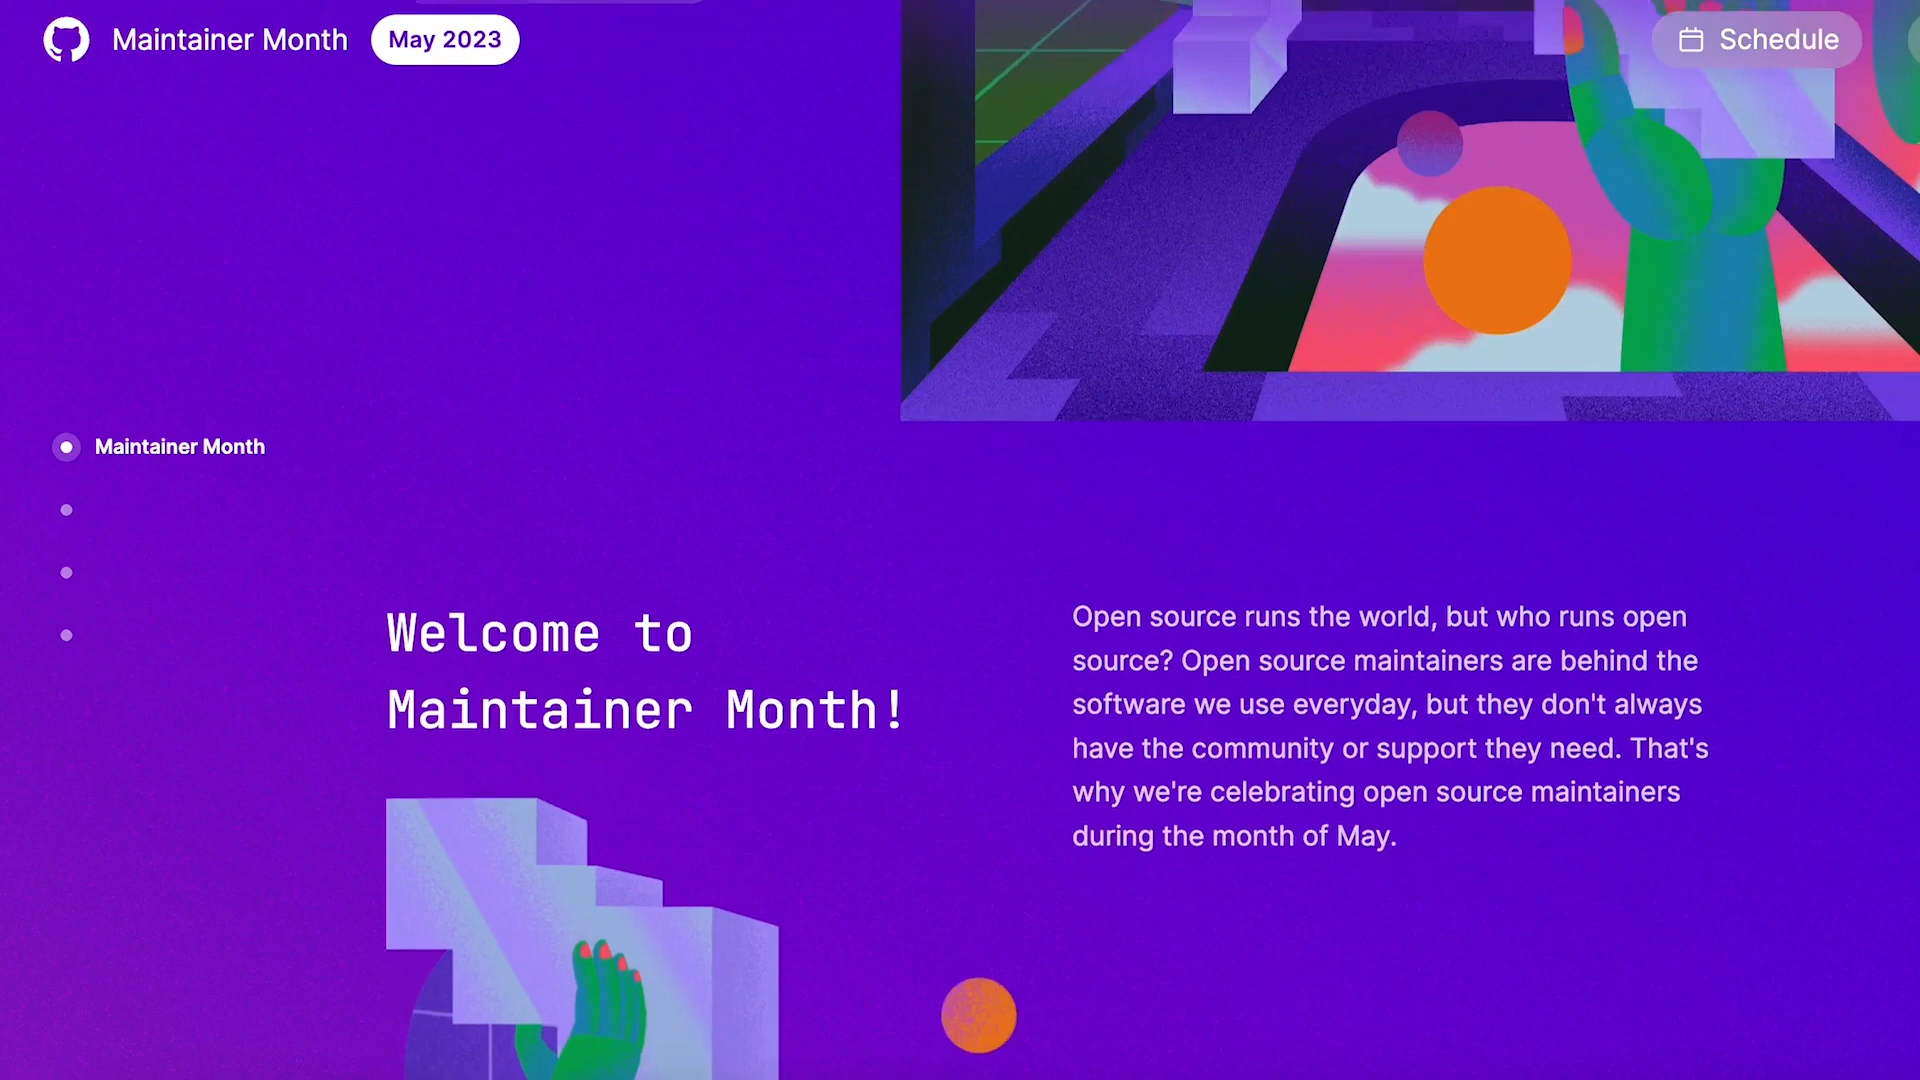 Maintainer Month
May 2023
Schedule
Maintainer Month
Welcome to
Maintainer Month!
Open source runs the world, but who runs open
source? Open source maintainers are behind the
software we use everyday, but they don't always
have the community or support they need. That's
why we're celebrating open source maintainers
during the month of May.